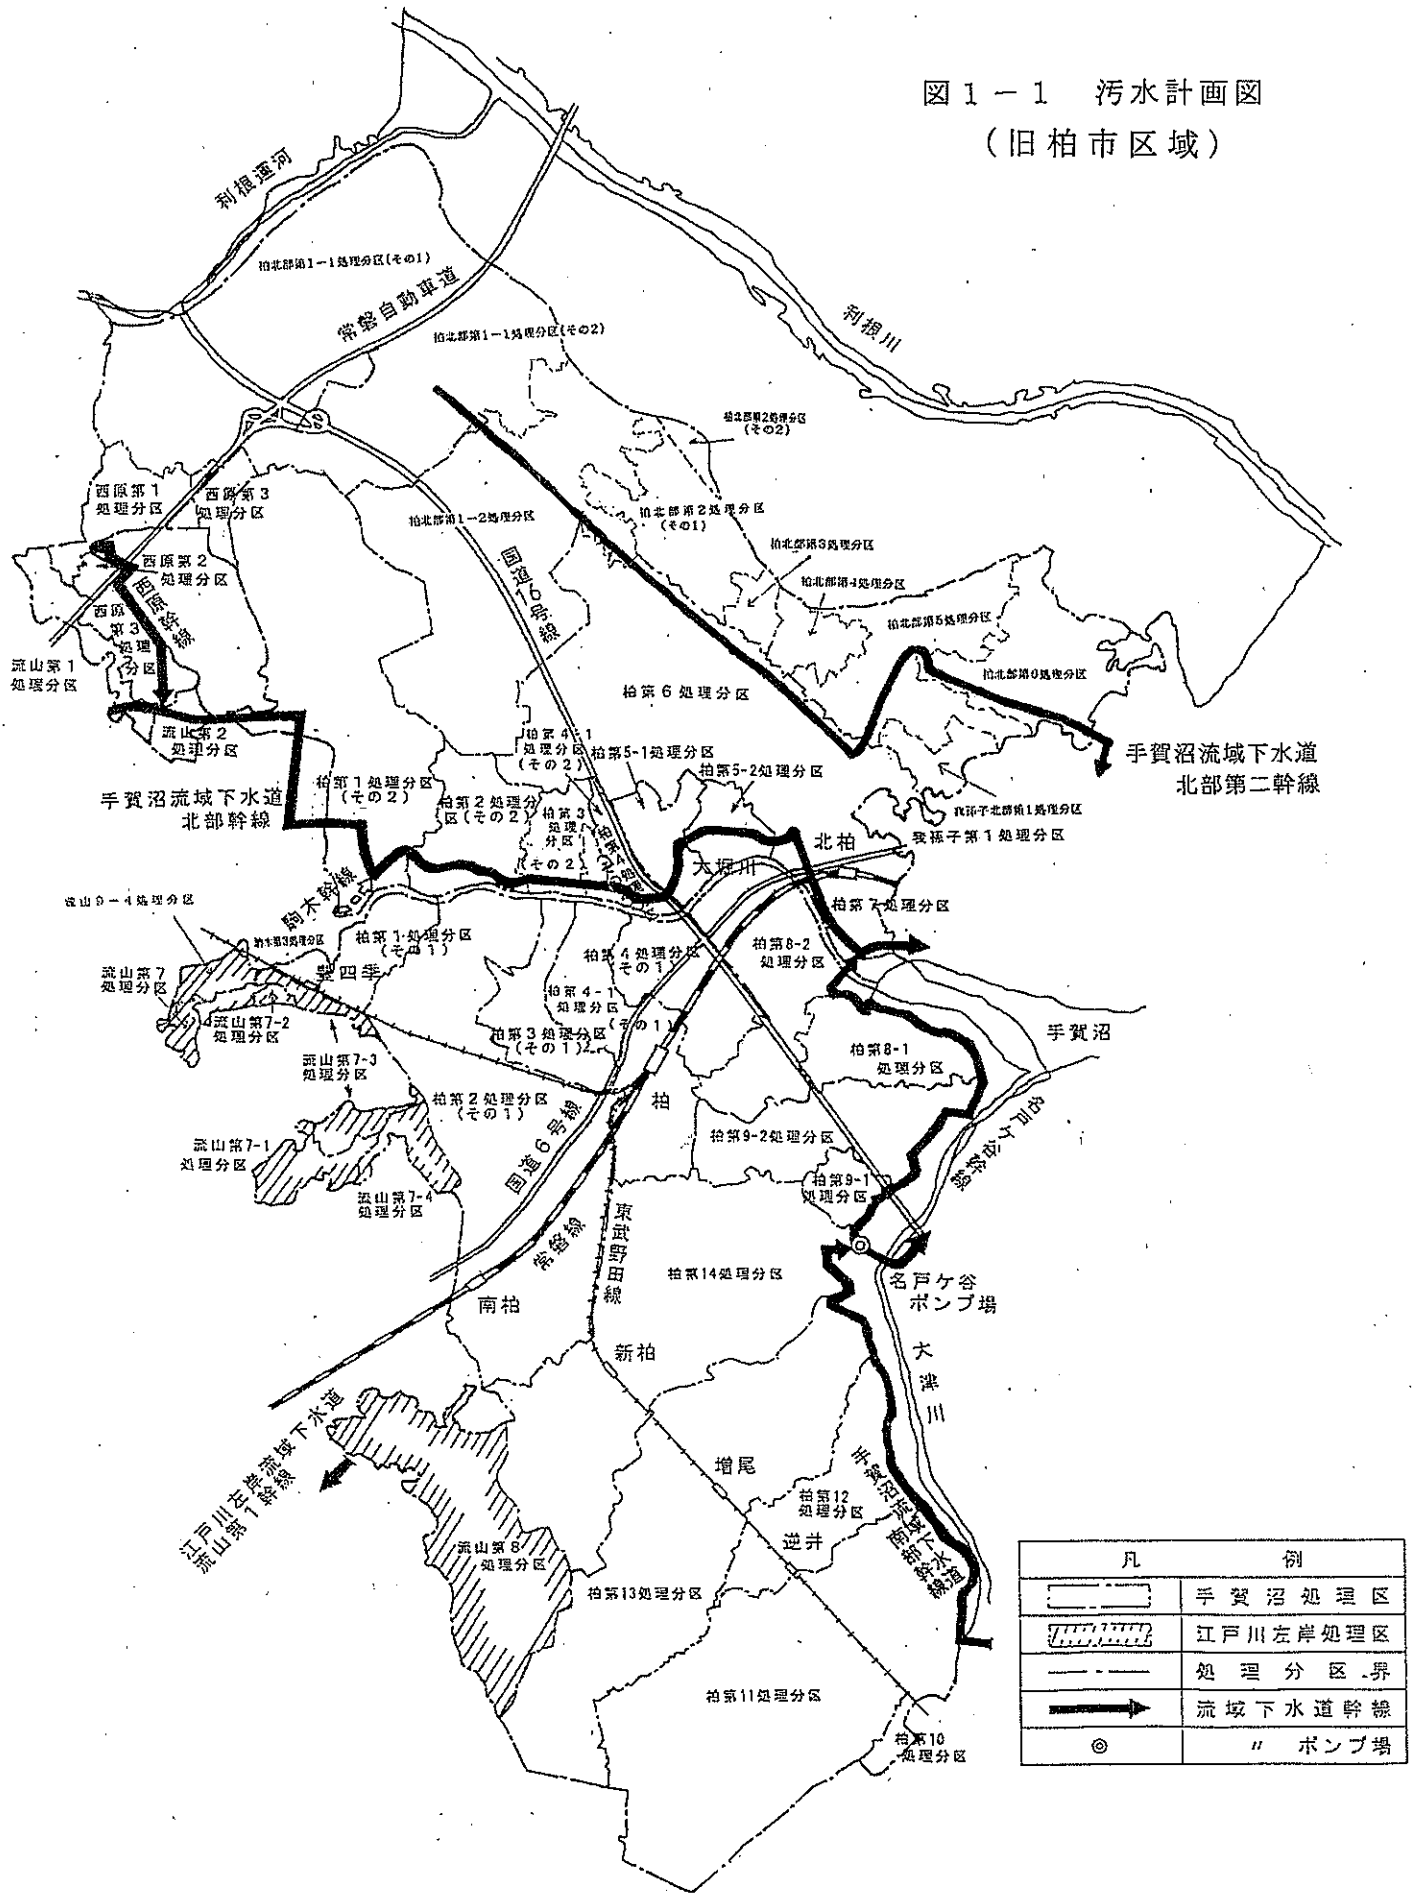 図1-1 汚水計画図
(旧柏市区域)
利根運河
柏北部第1-1処理分区(その1)
常磐自動車道
柏北部第1-1処理分区(その2)
利根川
柏北部第2処理分区
(その2)
西原第1
処理分区
西原第3
処理分区
柏北部第1-2処理分区
柏北部第2処理分区
(その1)
国道16号線
柏北部第3処理分区
柏北部第4処理分区
西原第2
処理分区
西原幹線
西原
第3
処理
分区
柏北部第5処理分区
流山第1
処理分区
柏第6処理分区
流山第2
処理分区
柏第4-1
処理分区
(その2)
柏第5-1処理分区
柏第5-2処理分区
手賀沼流域下水道
北部第二幹線
柏第1処理分区
(その2)
手賀沼流域下水道
北部幹線
柏第2処理分
区(その2)
柏第3
処理
分区
(その2)
我孫子北部第1処理分区
我孫子第1処理分区
北柏
大堀川
駒木幹線
流山9-4処理分区
柏第7処理分区
柏第1処理分区
(その1)
豊四季
柏第4処理分区
その1)
柏第8-2
処理分区
流山第7
処理分区
柏第4-1
処理分区
(その1)
流山第7-2
処理分区
柏第3処理分区
(その1)
手賀沼
流山第7-3
処理分区
柏第8-1
処理分区
柏第2処理分区
(その1)
柏
名戸ケ谷幹線
国道6号線
柏第9-2処理分区
流山第7-1
処理分区
柏第9-1
処理分区
流山第7-4
処理分区
常磐線
東武野田線
柏第14処理分区
名戸ケ谷
ポンプ場
南柏
新柏
大津川
江戸川左岸流域下水道
流山第1幹線
増尾
手賀沼流域下水道
南部幹線
柏第12
処理分区
逆井
流山第8
処理分区
柏第13処理分区
柏第11処理分区
柏第10
処理分区
凡 例
手賀沼処理区
江戸川左岸処理区
処理分区界
流域下水道幹線
〃 ポンプ場